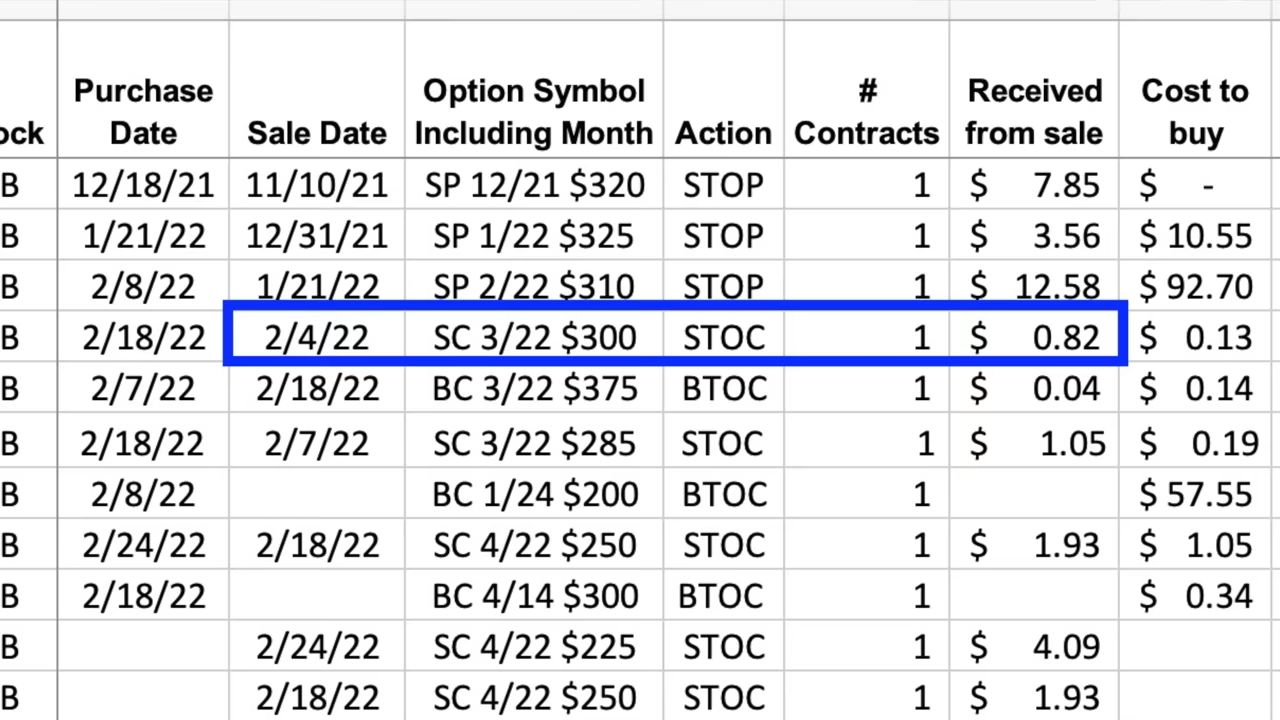 Purchase Date Sale Date Option Symbol Including Month Action # Contracts Received from sale Cost to buy
ock
B 12/18/21 11/10/21 SP 12/21 $320 STOP 1 $ 7.85 $ -
B 1/21/22 12/31/21 SP 1/22 $325 STOP 1 $ 3.56 $ 10.55
B 2/8/22 1/21/22 SP 2/22 $310 STOP 1 $ 12.58 $ 92.70
B 2/18/22 2/4/22 SC 3/22 $300 STOC 1 $ 0.82 $ 0.13
B 2/7/22 2/18/22 BC 3/22 $375 BTOC 1 $ 0.04 $ 0.14
B 2/18/22 2/7/22 SC 3/22 $285 STOC 1 $ 1.05 $ 0.19
B 2/8/22 BC 1/24 $200 BTOC 1 $ 57.55
B 2/24/22 2/18/22 SC 4/22 $250 STOC 1 $ 1.93 $ 1.05
B 2/18/22 BC 4/14 $300 BTOC 1 $ 0.34
B 2/24/22 SC 4/22 $225 STOC 1 $ 4.09
B 2/18/22 SC 4/22 $250 STOC 1 $ 1.93